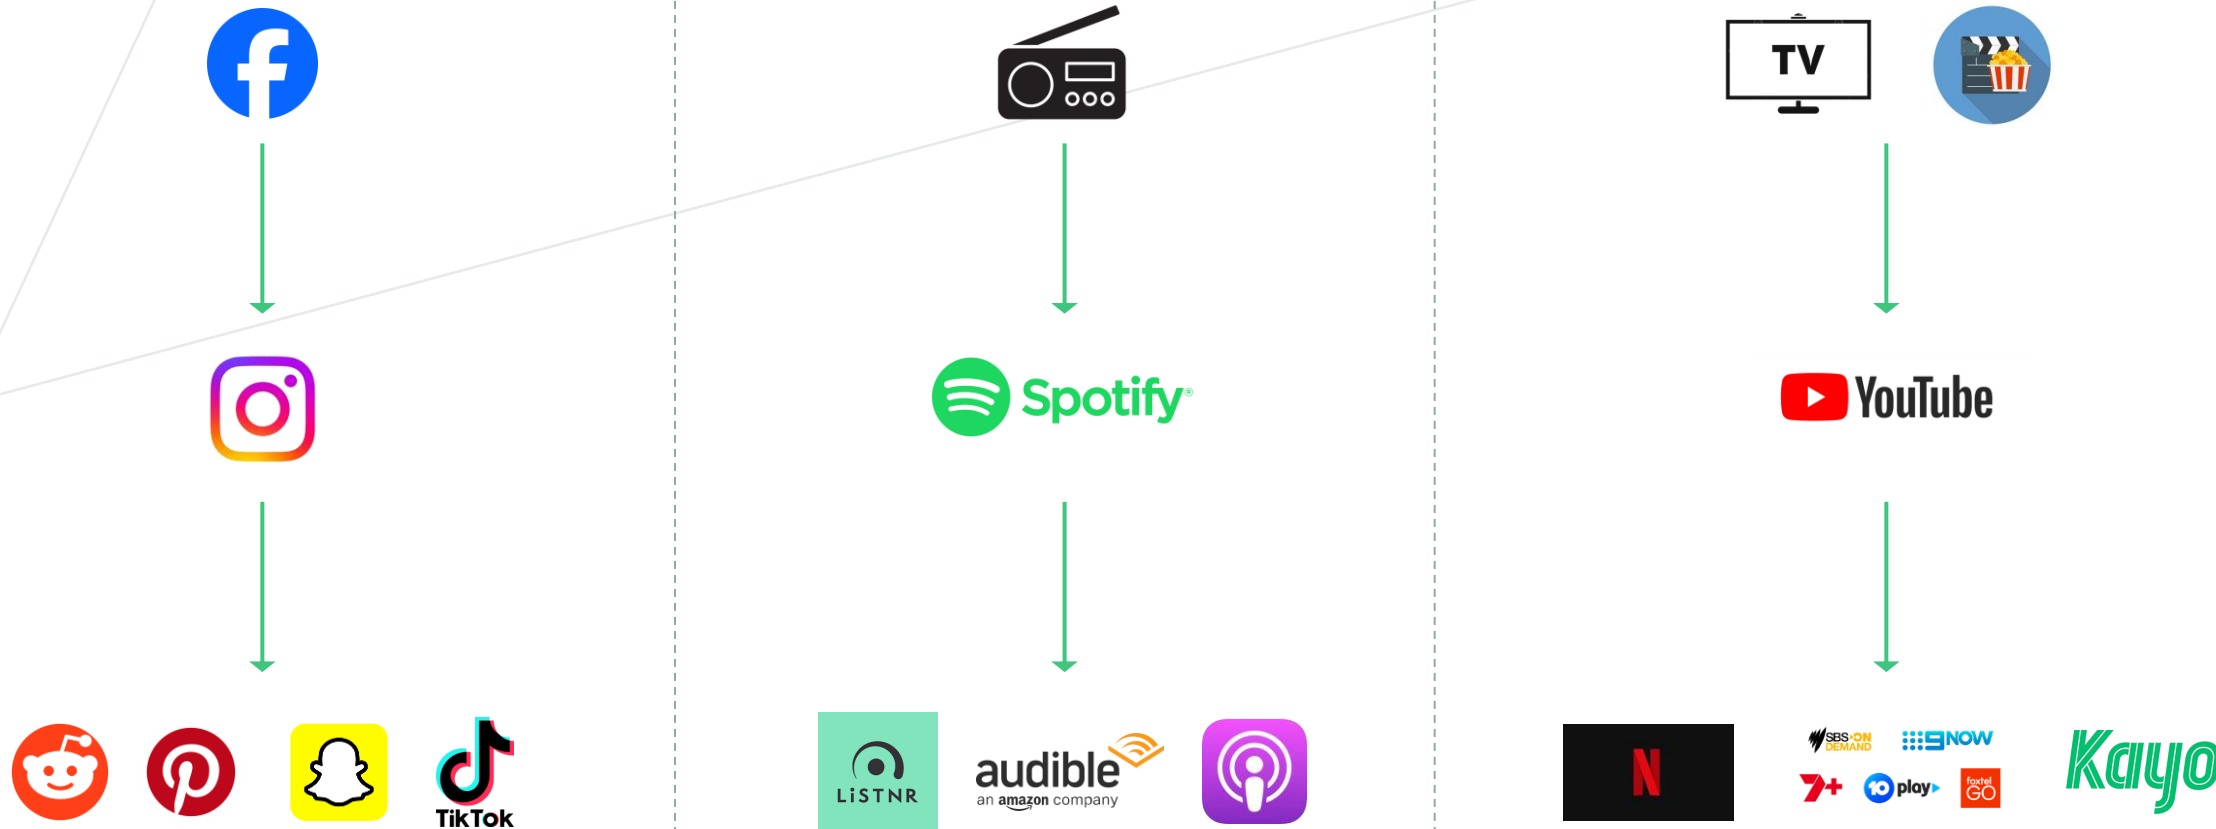 TV
Spotify®
YouTube
TikTok
LiSTNR
audible
an amazon company
N
SBS ON
DEMAND
9NOW
7+
10 play
foxtel
GO
Kayo